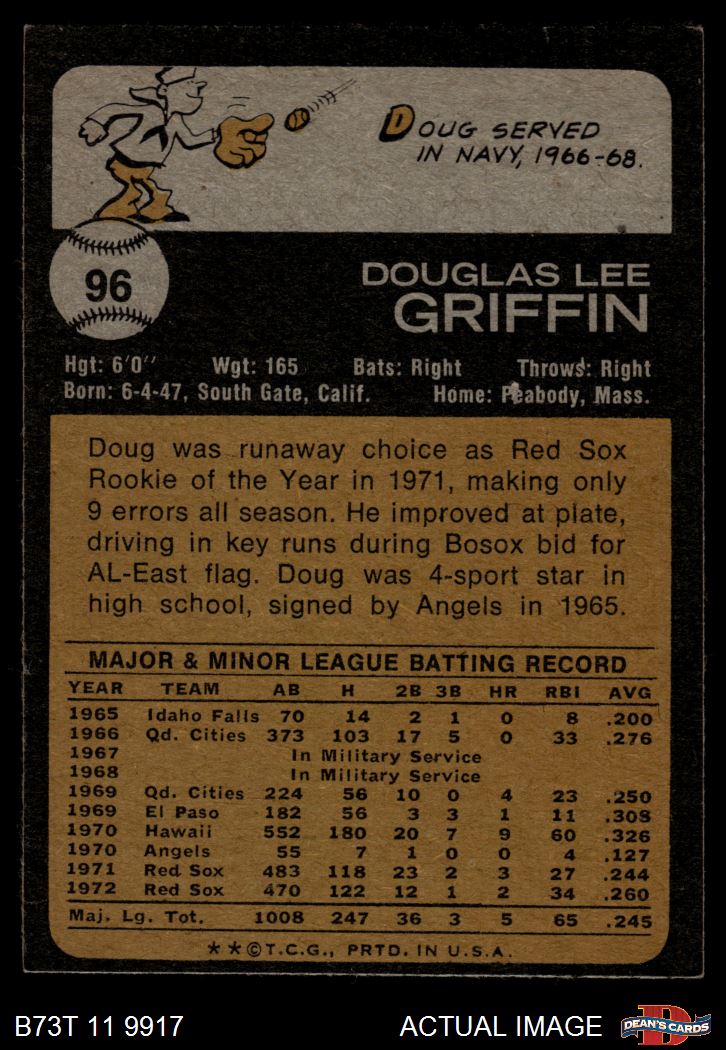 DOUG SERVED
IN NAVY, 1966-68.
96
DOUGLAS LEE
GRIFFIN
Hgt: 6'0" Wgt: 165 Bats: Right Throws: Right
Born: 6-4-47, South Gate, Calif. Home: Peabody, Mass.
Doug was runaway choice as Red Sox
Rookie of the Year in 1971, making only
9 errors all season. He improved at plate,
driving in key runs during Bosox bid for
AL-East flag. Doug was 4-sport star in
high school, signed by Angels in 1965.
MAJOR & MINOR LEAGUE BATTING RECORD
YEAR TEAM AB H 2B 3B HR RBI AVG
1965 Idaho Falls 70 14 2 1 0 8 .200
1966 Qd. Cities 373 103 17 5 0 33 .276
1967 In Military Service
1968 In Military Service
1969 Qd. Cities 224 56 10 0 4 23 .250
1969 El Paso 182 56 3 3 1 11 .308
1970 Hawaii 552 180 20 7 9 60 .326
1970 Angels 55 7 1 0 0 4 .127
1971 Red Sox 483 118 23 2 3 27 .244
1972 Red Sox 470 122 12 1 2 34 .260
Maj. Lg. Tot. 1008 247 36 3 5 65 .245
* * © T.C.G., PRTD. IN U.S.A.
B73T 11 9917 ACTUAL IMAGE D DEAN'S CARDS